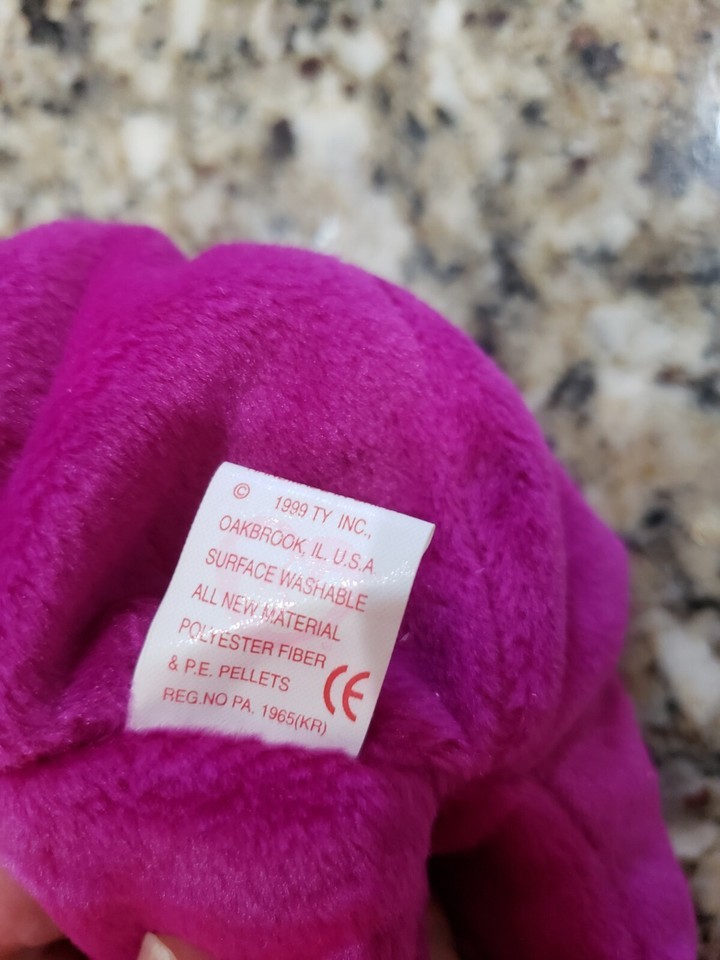 © 1999 TY INC.,
OAKBROOK, IL. U.S.A
SURFACE WASHABLE
ALL NEW MATERIAL
POLYESTER FIBER
& P.E. PELLETS
REG.NO PA. 1965(KR)
CE